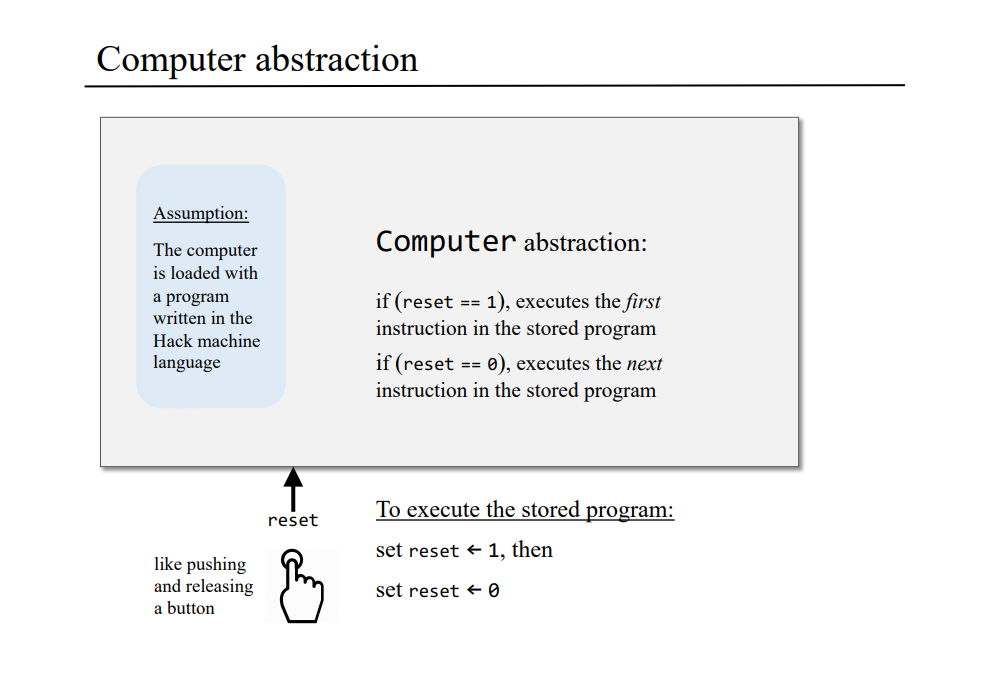 Computer abstraction
Assumption:
The computer
is loaded with
a program
written in the
Hack machine
language
Computer abstraction:
if (reset == 1), executes the first
instruction in the stored program
if (reset == 0), executes the next
instruction in the stored program
reset
like pushing
and releasing
a button
To execute the stored program:
set reset ← 1, then
set reset ← 0